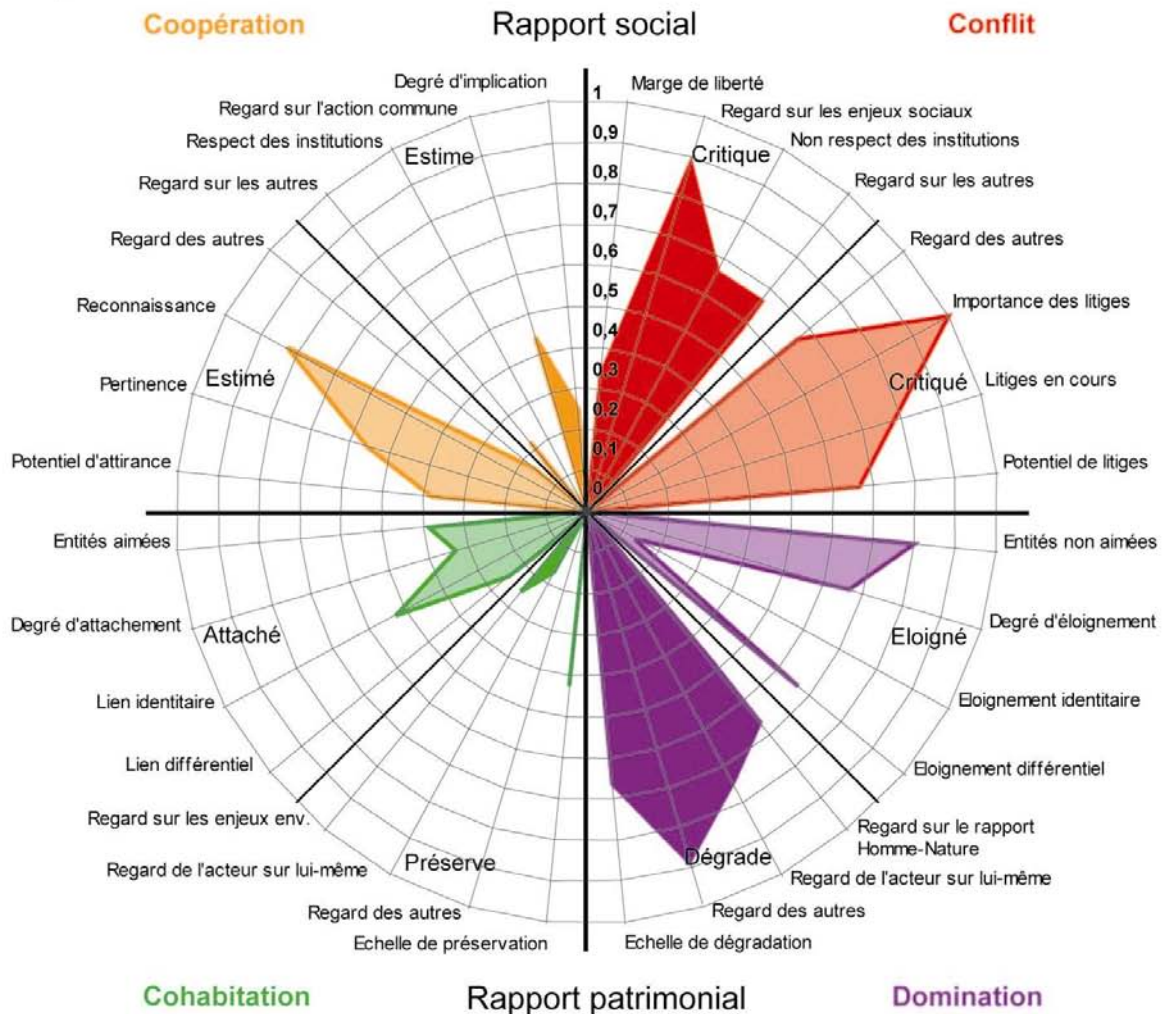 Coopération
Rapport social
Conflit
Degré d'implication
Marge de liberté
Regard sur l'action commune
Regard sur les enjeux sociaux
Respect des institutions
Non respect des institutions
Estime
Critique
Regard sur les autres
Regard sur les autres
Regard des autres
Regard des autres
Reconnaissance
Importance des litiges
Estimé
Critiqué
Pertinence
Litiges en cours
Potentiel d'attirance
Potentiel de litiges
1
0,9
0,8
0,7
0,6
0,5
0,4
0,3
0,2
0,1
0
Entités aimées
Entités non aimées
Degré d'attachement
Attaché
Eloigné
Degré d'éloignement
Lien identitaire
Eloignement identitaire
Lien différentiel
Eloignement différentiel
Regard sur les enjeux env.
Regard sur le rapport
Homme-Nature
Regard de l'acteur sur lui-même
Préserve
Dégrade
Regard de l'acteur sur lui-même
Regard des autres
Regard des autres
Echelle de préservation
Echelle de dégradation
Cohabitation
Rapport patrimonial
Domination